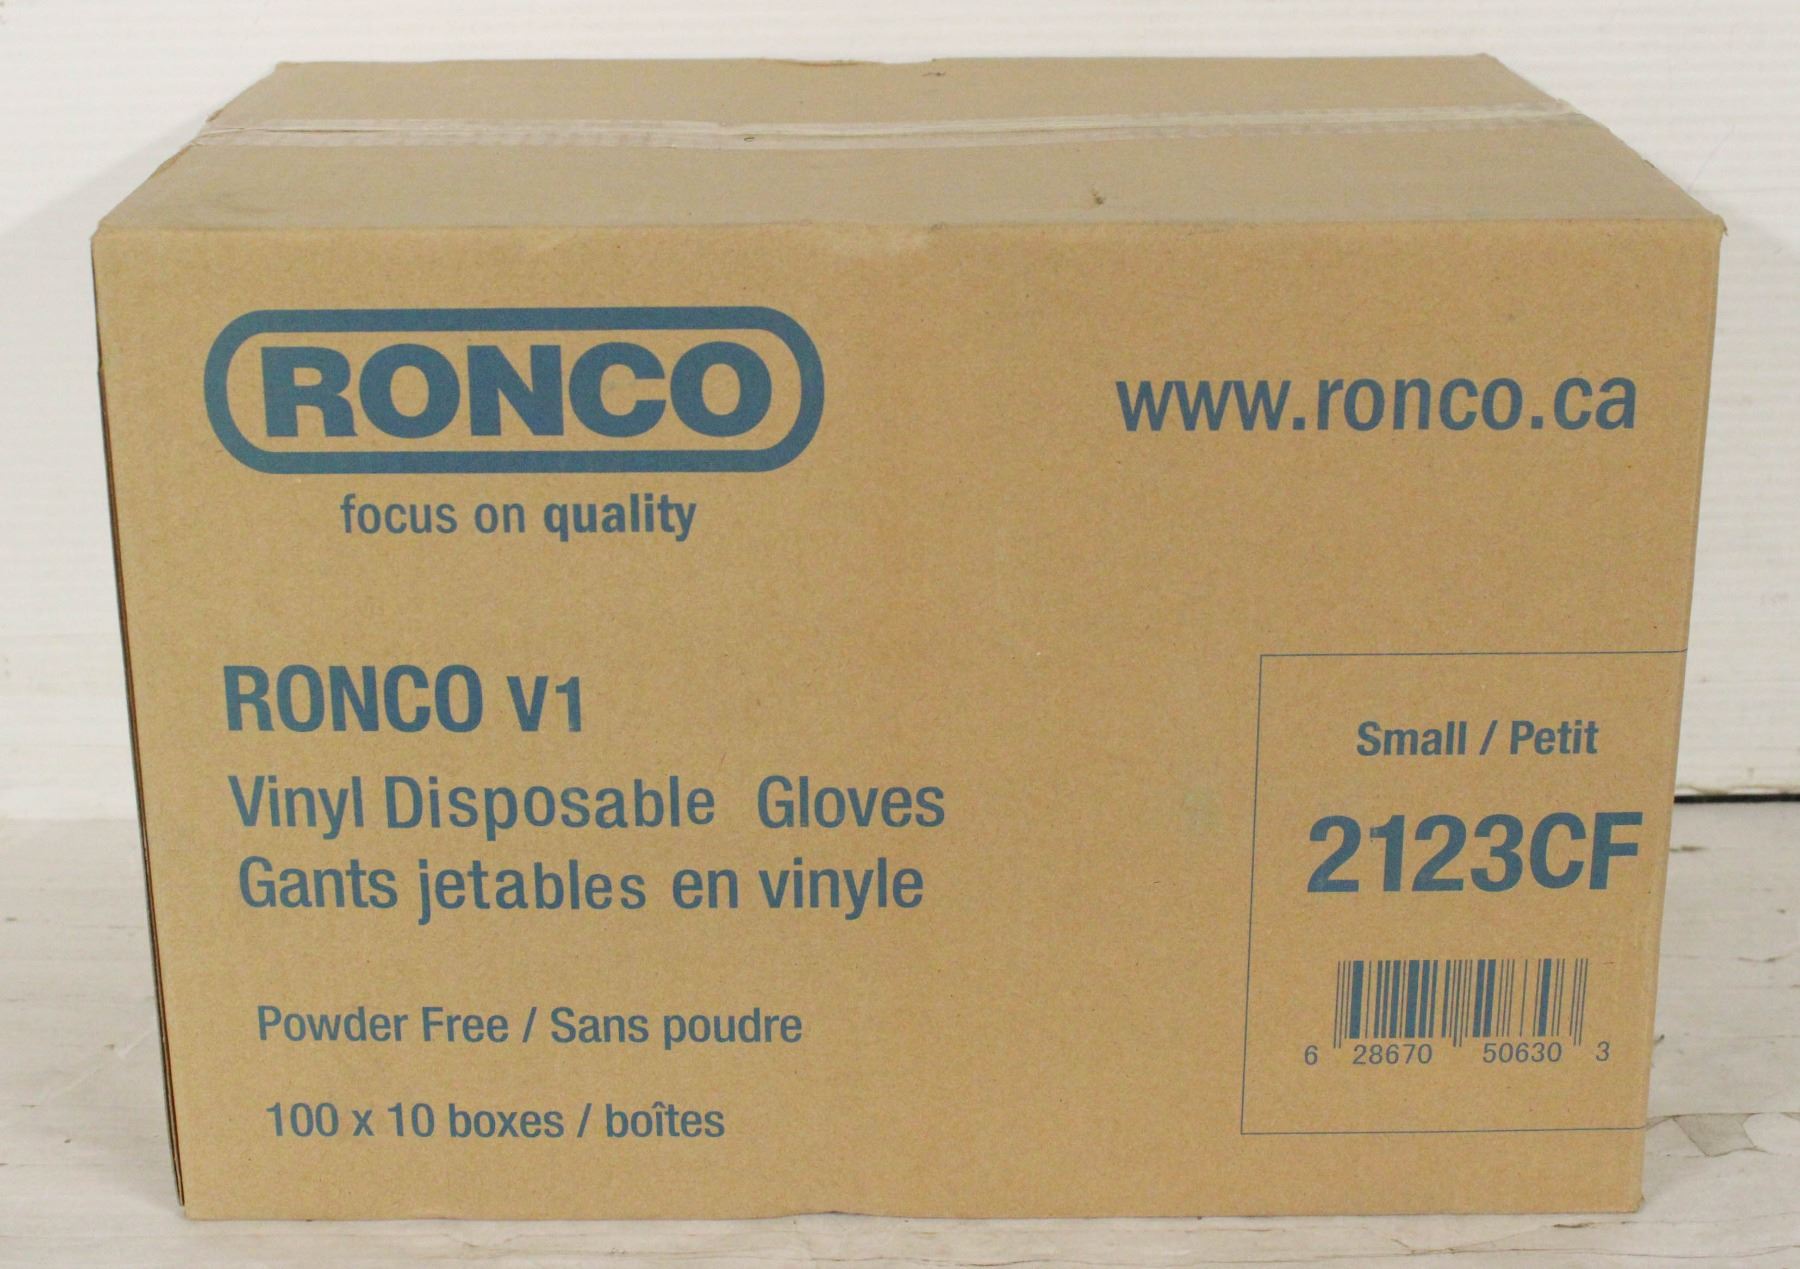 RONCO
focus on quality
www.ronco.ca
RONCO V1
Vinyl Disposable Gloves
Gants jetables en vinyle
Powder Free / Sans poudre
100 x 10 boxes / boîtes
Small / Petit
2123CF
6 28670 50630 3